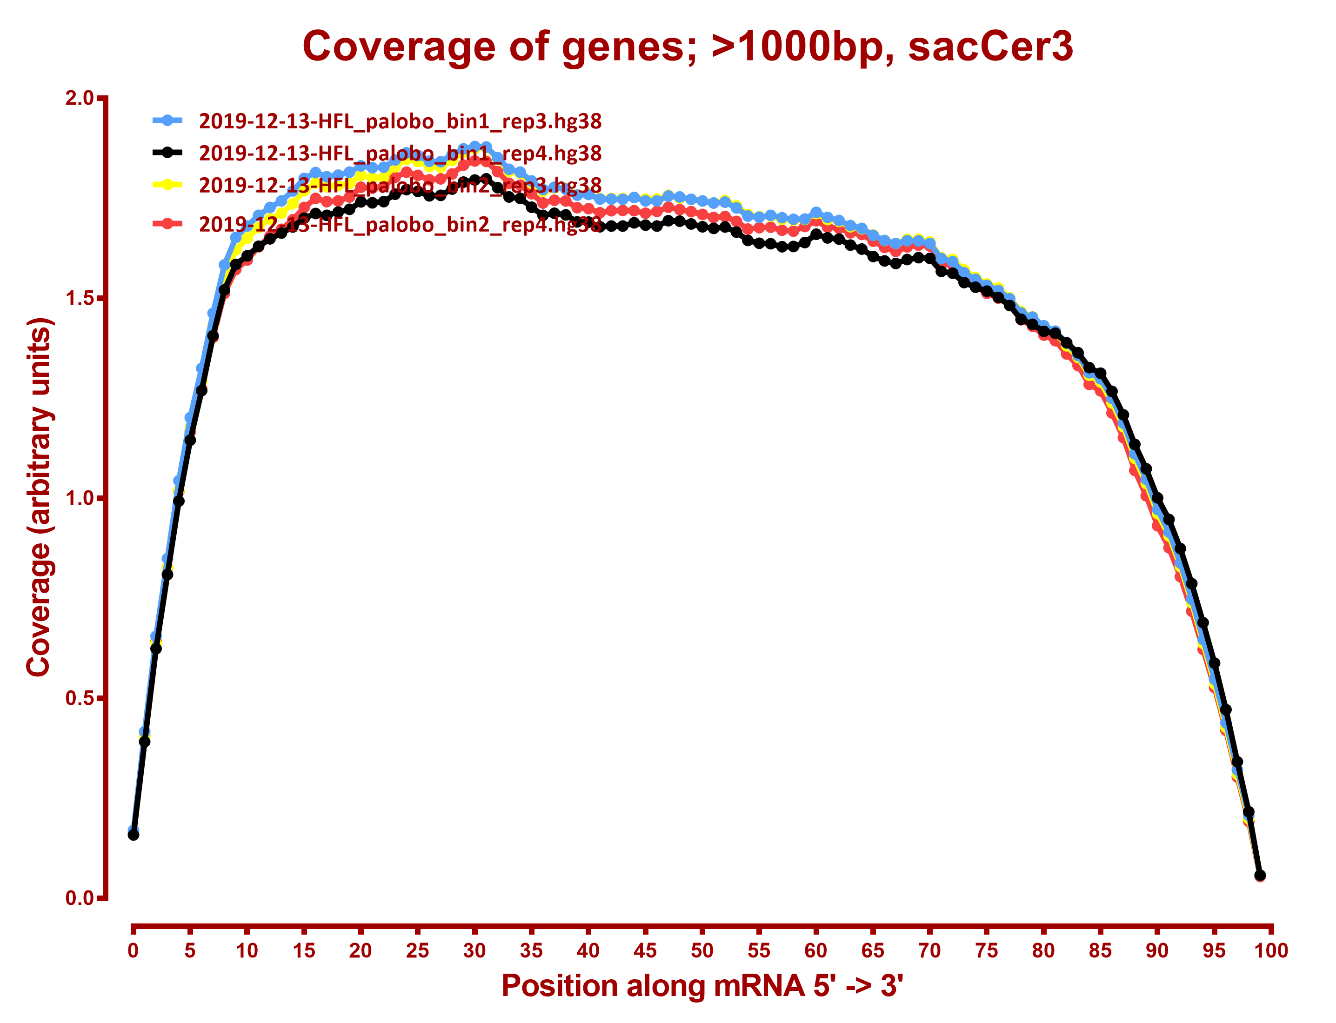 Coverage of genes; >1000bp, sacCer3
2.0
2019-12-13-HFL_palobo_bin1_rep3.hg38
2019-12-13-HFL_palobo_bin1_rep4.hg38
2019-12-13-HFL_palobo_bin2_rep3.hg38
2019-12-13-HFL_palobo_bin2_rep4.hg38
1.5
1.0
0.5
0.0
Coverage (arbitrary units)
0 5 10 15 20 25 30 35 40 45 50 55 60 65 70 75 80 85 90 95 100
Position along mRNA 5' -> 3'